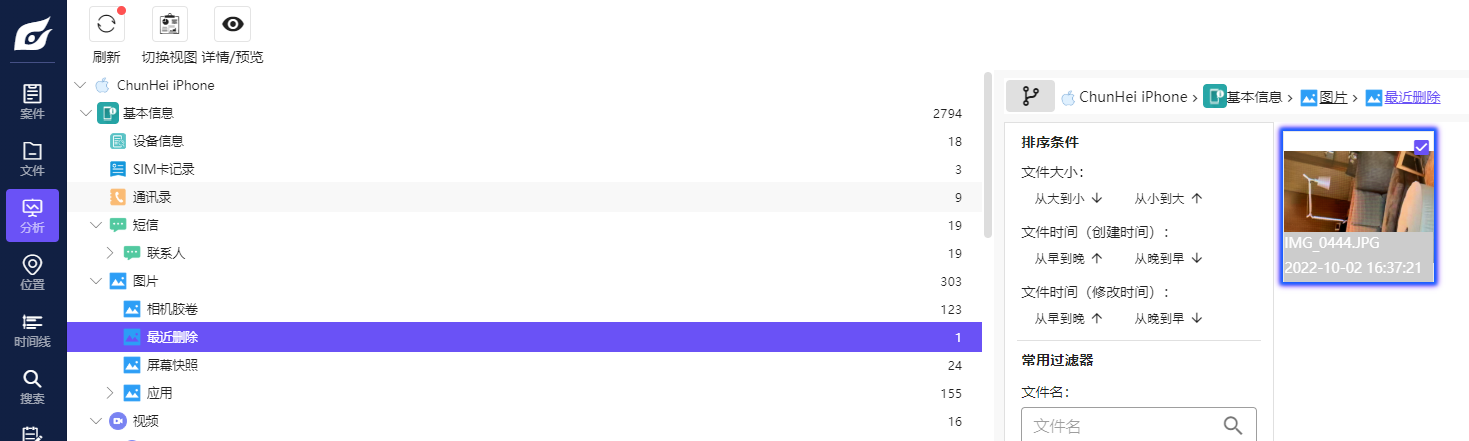 刷新
切换视图
详情/预览
案件
文件
分析
位置
时间线
搜索
ChunHei iPhone
基本信息 2794
设备信息 18
SIM卡记录 3
通讯录 9
短信 19
联系人 19
图片 303
相机胶卷 123
最近删除 1
屏幕快照 24
应用 155
视频 16
ChunHei iPhone > 基本信息 > 图片 > 最近删除
排序条件
文件大小:
从大到小 ↓ 从小到大 ↑
文件时间（创建时间）:
从早到晚 ↑ 从晚到早 ↓
文件时间（修改时间）:
从早到晚 ↑ 从晚到早 ↓
常用过滤器
文件名:
文件名
IMG_0444.JPG
2022-10-02 16:37:21